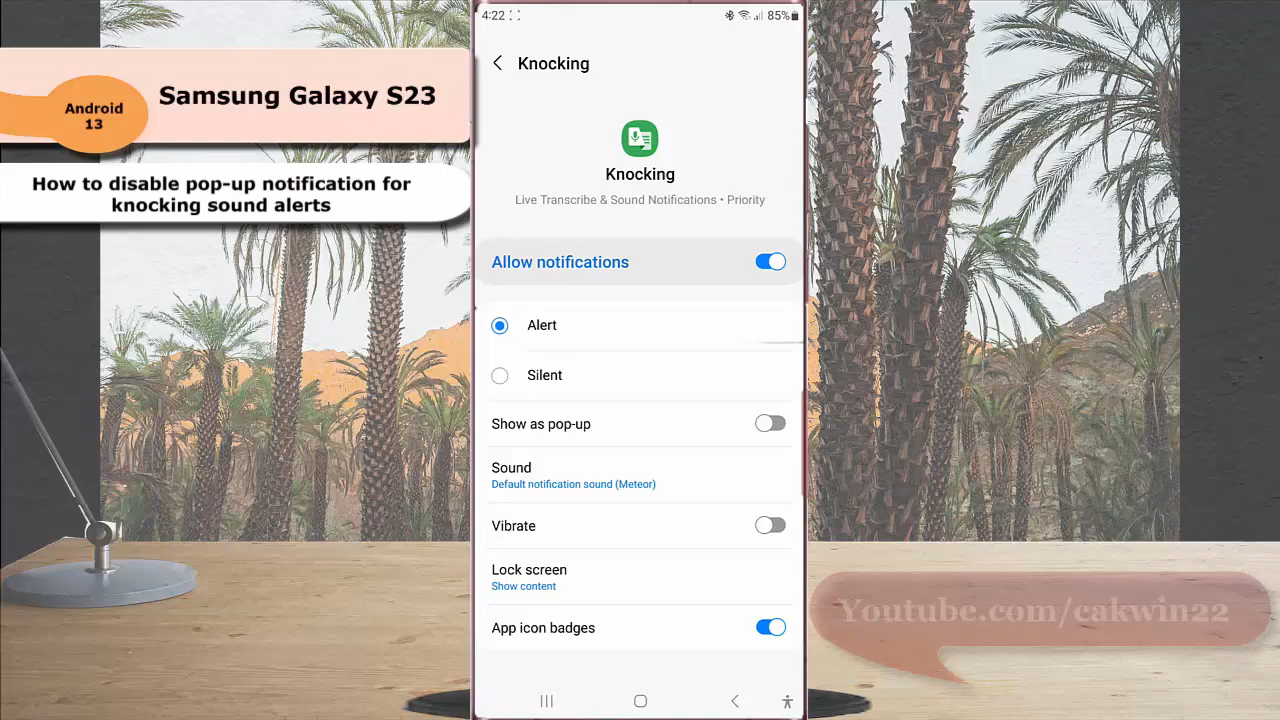 Android
13
Samsung Galaxy S23
How to disable pop-up notification for
knocking sound alerts
4:22
85%
Knocking
Knocking
Live Transcribe & Sound Notifications • Priority
Allow notifications
Alert
Silent
Show as pop-up
Sound
Default notification sound (Meteor)
Vibrate
Lock screen
Show content
App icon badges
Youtube.com/cakwin22